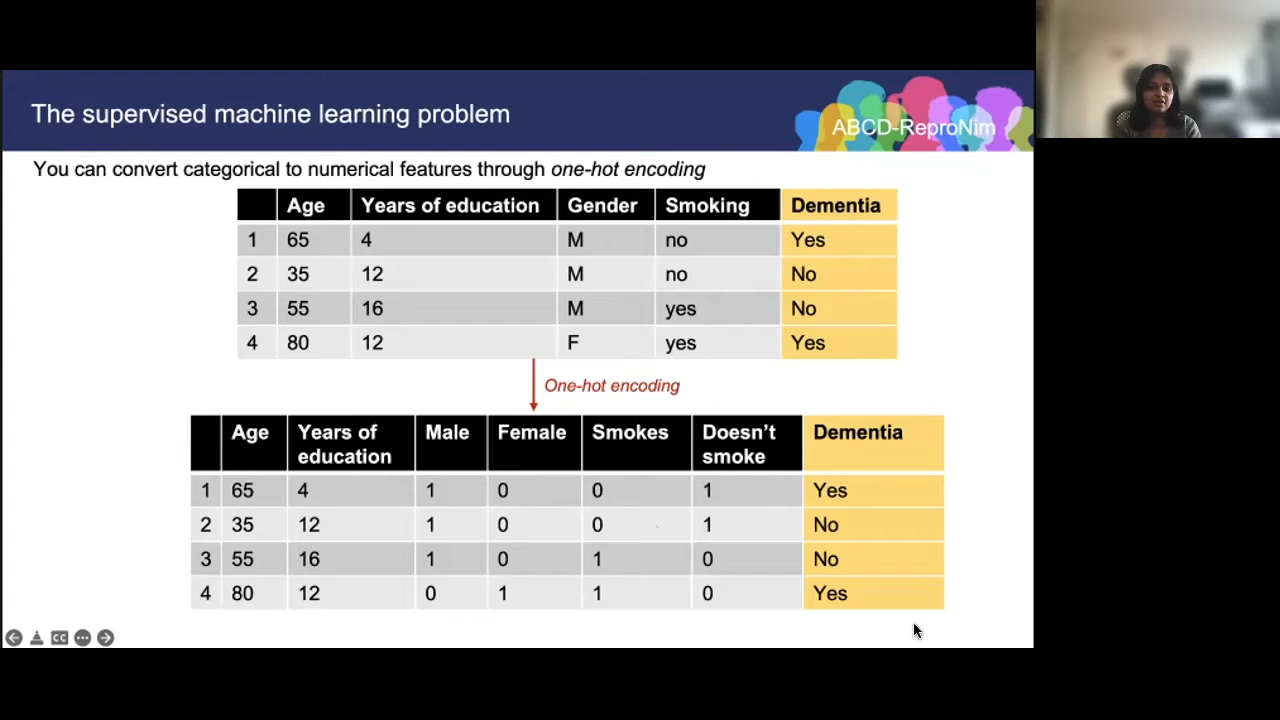 The supervised machine learning problem
ABCD-ReproNim
You can convert categorical to numerical features through one-hot encoding
Age Years of education Gender Smoking Dementia
1 65 4 M no Yes
2 35 12 M no No
3 55 16 M yes No
4 80 12 F yes Yes
One-hot encoding
Age Years of education Male Female Smokes Doesn't smoke Dementia
1 65 4 1 0 0 1 Yes
2 35 12 1 0 0 1 No
3 55 16 1 0 1 0 No
4 80 12 0 1 1 0 Yes
CC